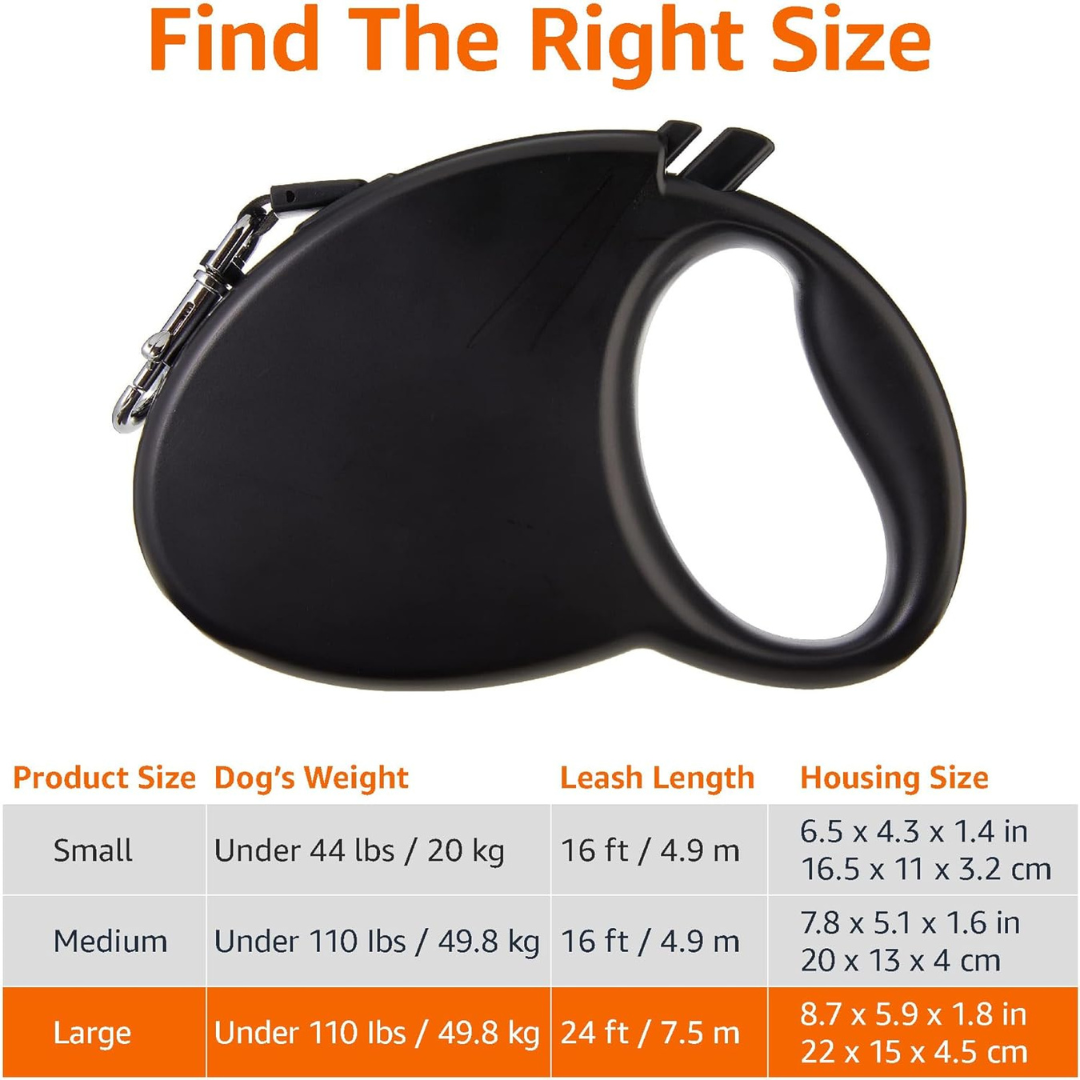 Find The Right Size
Product Size Dog’s Weight Leash Length Housing Size
Small Under 44 lbs / 20 kg 16 ft / 4.9 m 6.5 x 4.3 x 1.4 in
16.5 x 11 x 3.2 cm
Medium Under 110 lbs / 49.8 kg 16 ft / 4.9 m 7.8 x 5.1 x 1.6 in
20 x 13 x 4 cm
Large Under 110 lbs / 49.8 kg 24 ft / 7.5 m 8.7 x 5.9 x 1.8 in
22 x 15 x 4.5 cm